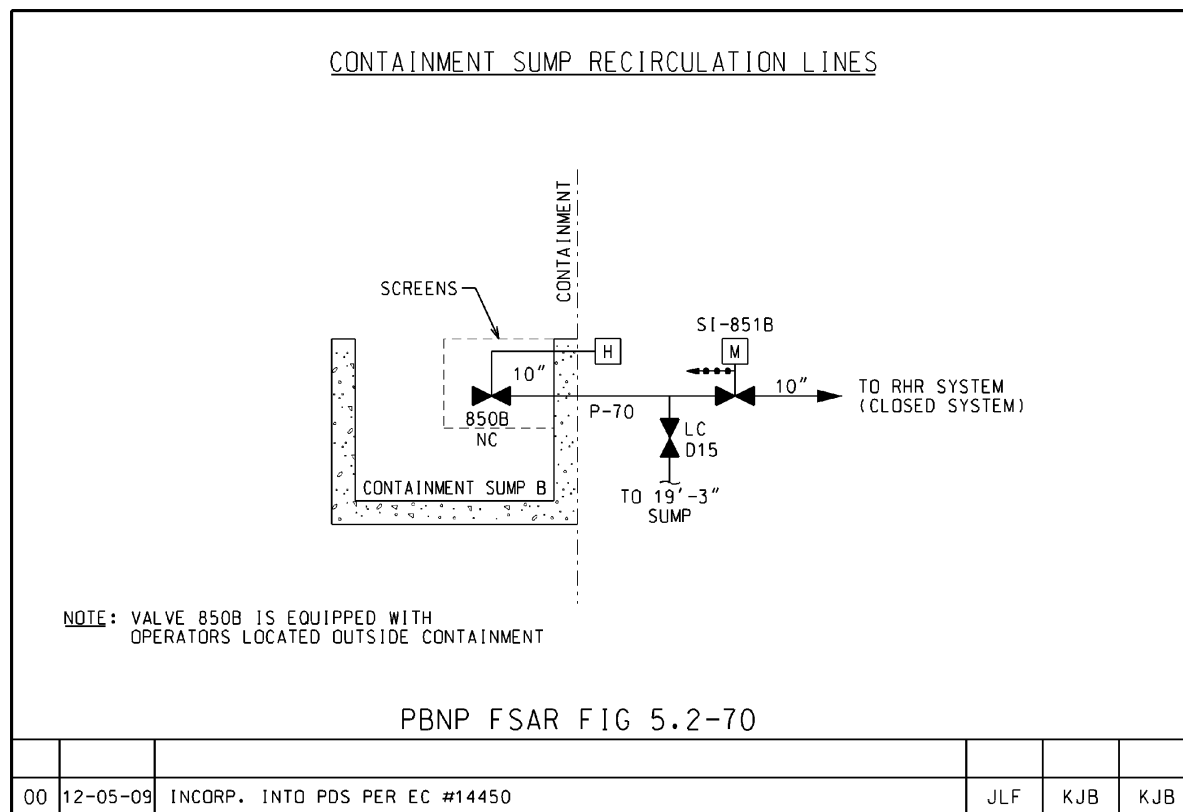 CONTAINMENT SUMP RECIRCULATION LINES
CONTAINMENT
SCREENS
SI-851B
H
M
10"
10"
TO RHR SYSTEM
(CLOSED SYSTEM)
850B
NC
P-70
LC
D15
CONTAINMENT SUMP B
TO 19'-3"
SUMP
NOTE: VALVE 850B IS EQUIPPED WITH
OPERATORS LOCATED OUTSIDE CONTAINMENT
PBNP FSAR FIG 5.2-70
00 12-05-09 INCORP. INTO PDS PER EC #14450 JLF KJB KJB